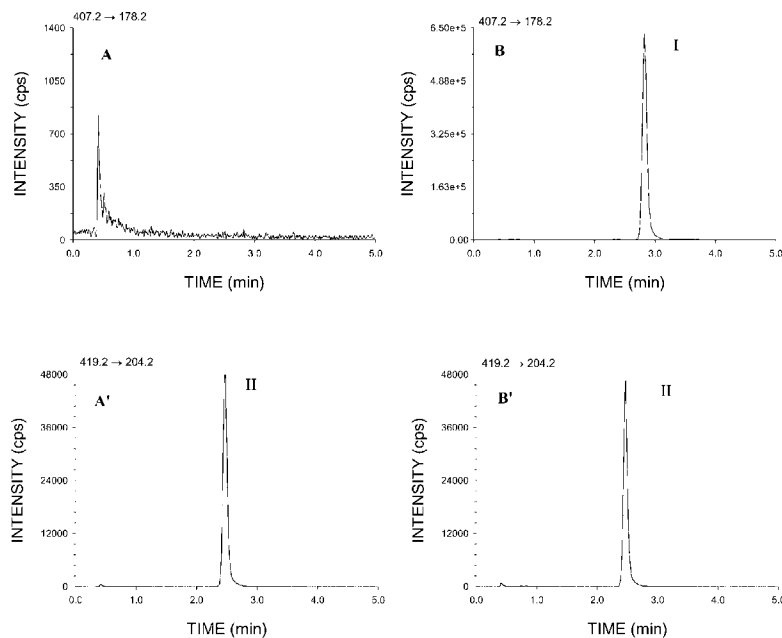 407.2 → 178.2
A
1400
1050
700
350
0
INTENSITY (cps)
0.0 1.0 2.0 3.0 4.0 5.0
TIME (min)
407.2 → 178.2
B
I
6.50e+5
4.88e+5
3.25e+5
1.63e+5
0.00
INTENSITY (cps)
0.0 1.0 2.0 3.0 4.0 5.0
TIME (min)
419.2 → 204.2
A'
II
48000
36000
24000
12000
0
INTENSITY (cps)
0.0 1.0 2.0 3.0 4.0 5.0
TIME (min)
419.2 → 204.2
B'
II
48000
36000
24000
12000
0
INTENSITY (cps)
0.0 1.0 2.0 3.0 4.0 5.0
TIME (min)